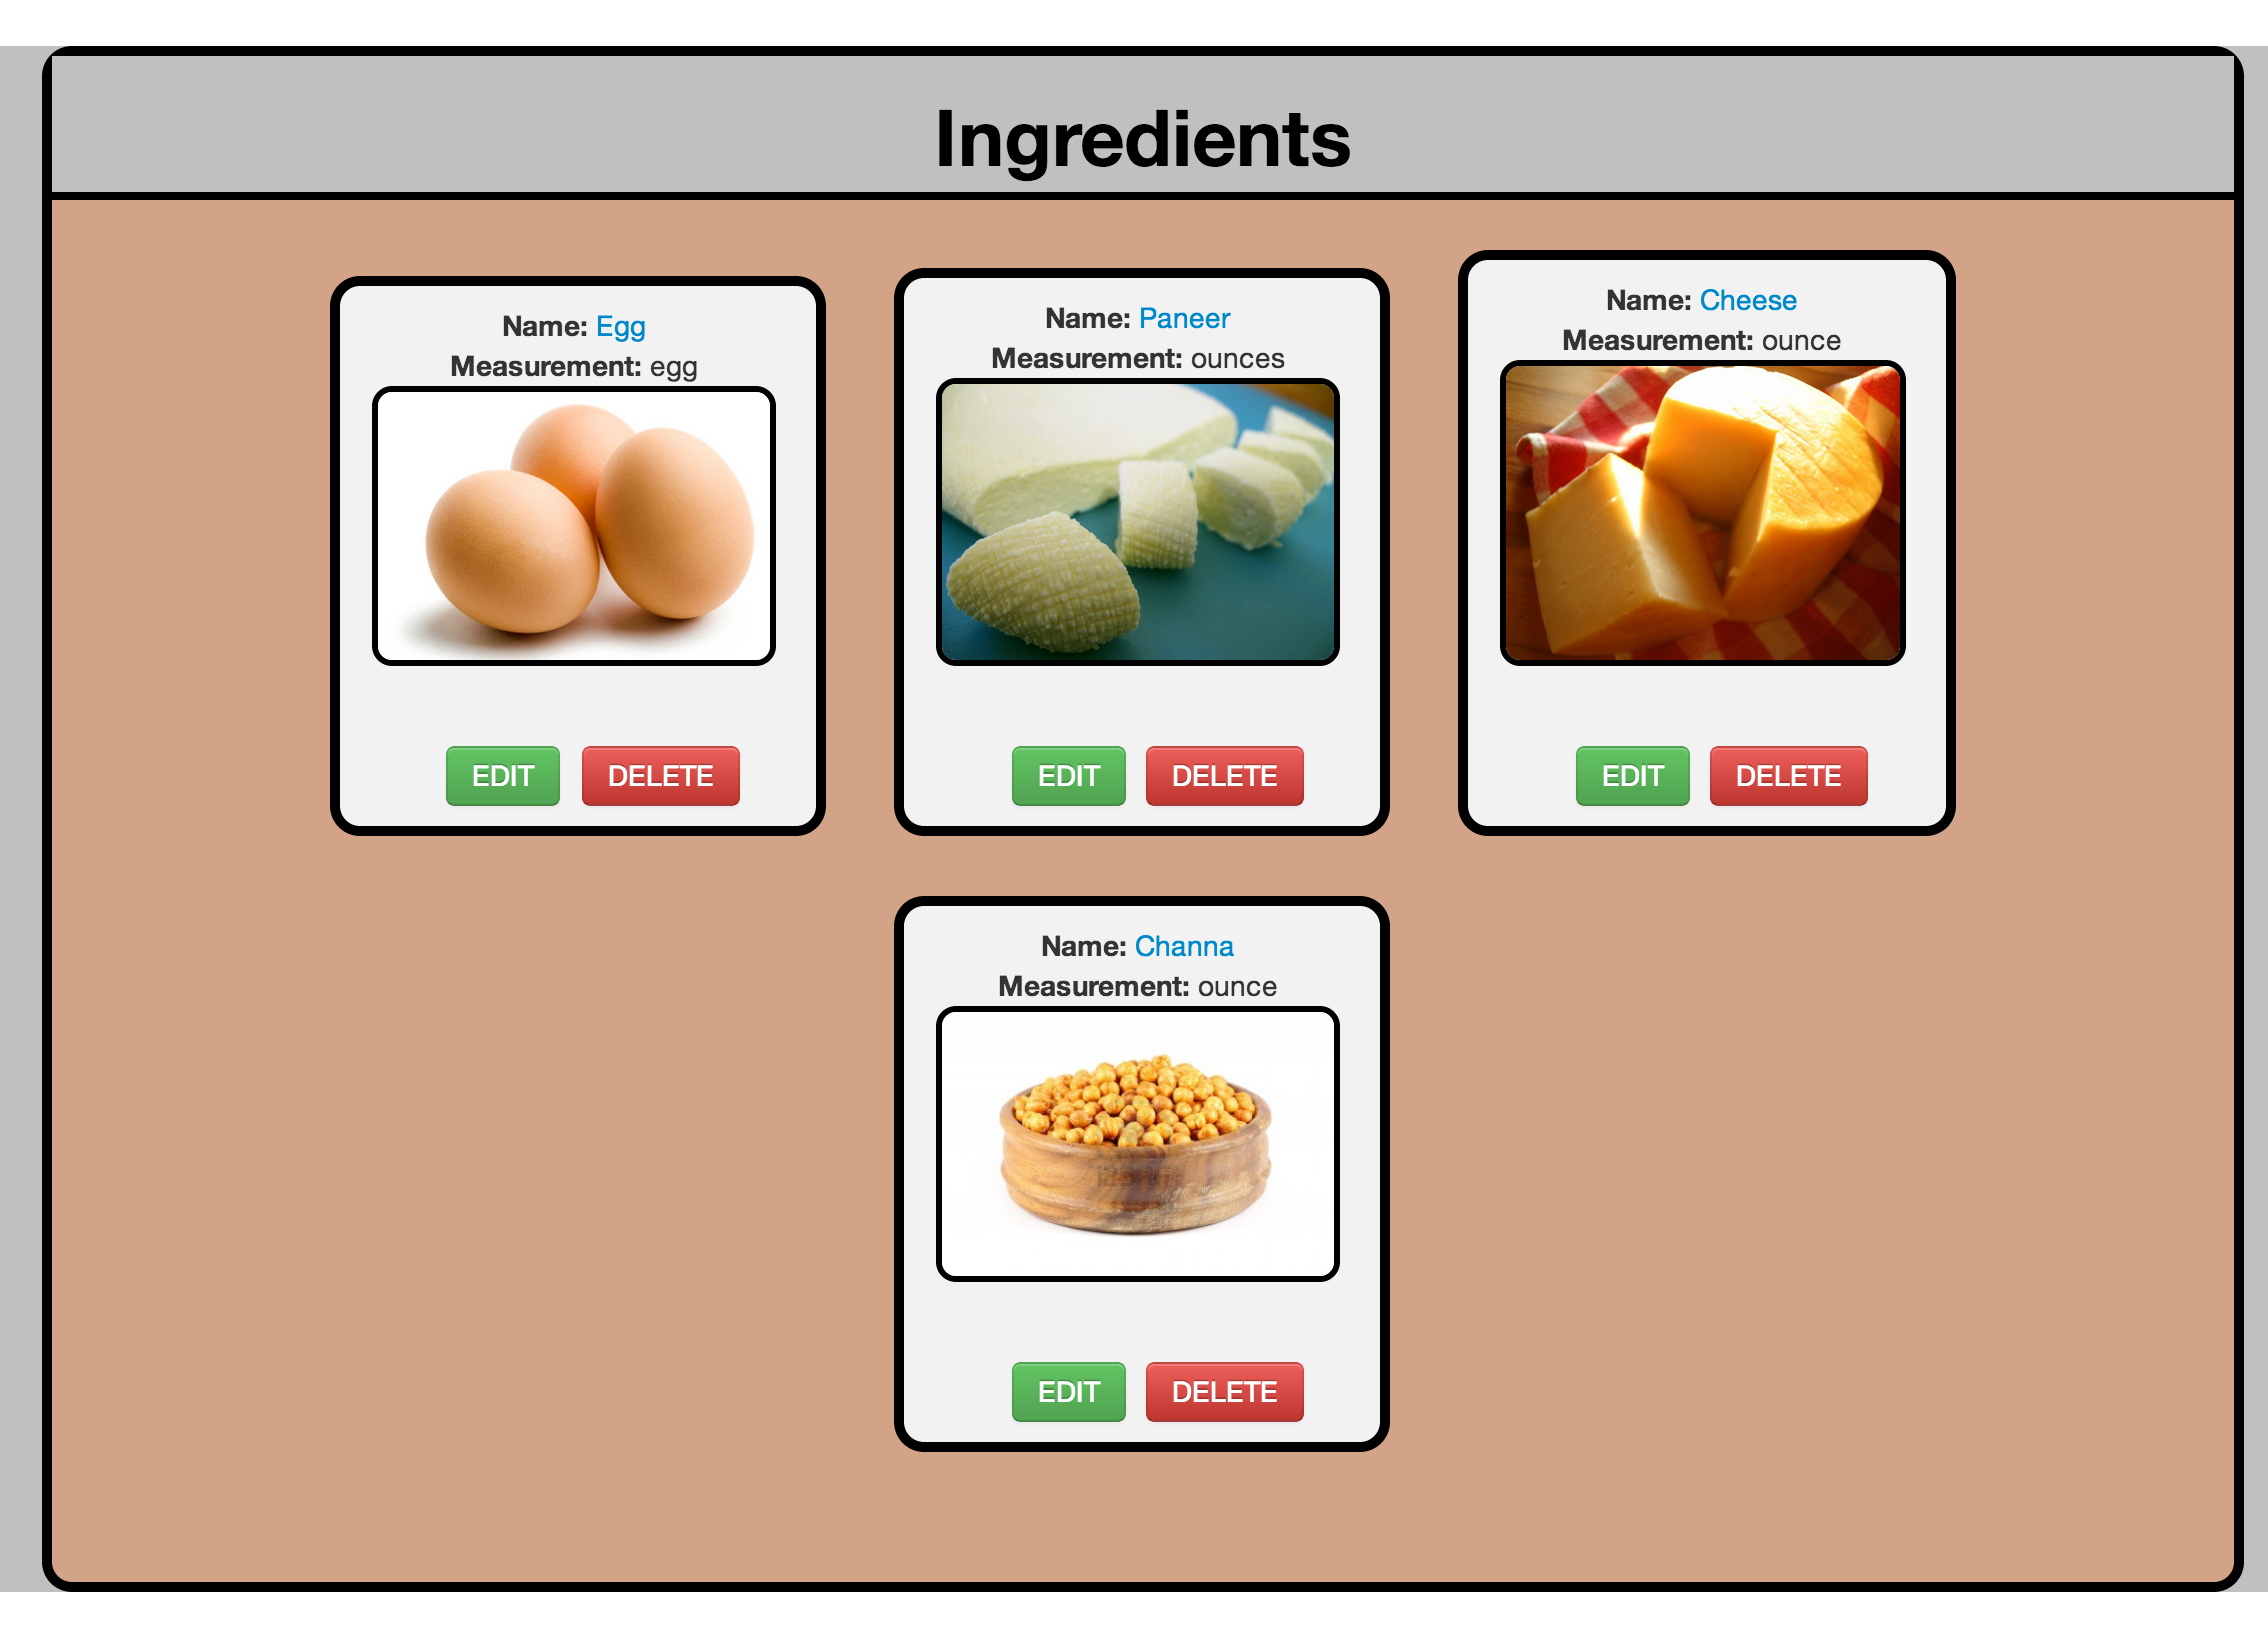 Ingredients
Name: Egg
Measurement: egg
EDIT DELETE
Name: Paneer
Measurement: ounces
EDIT DELETE
Name: Cheese
Measurement: ounce
EDIT DELETE
Name: Channa
Measurement: ounce
EDIT DELETE